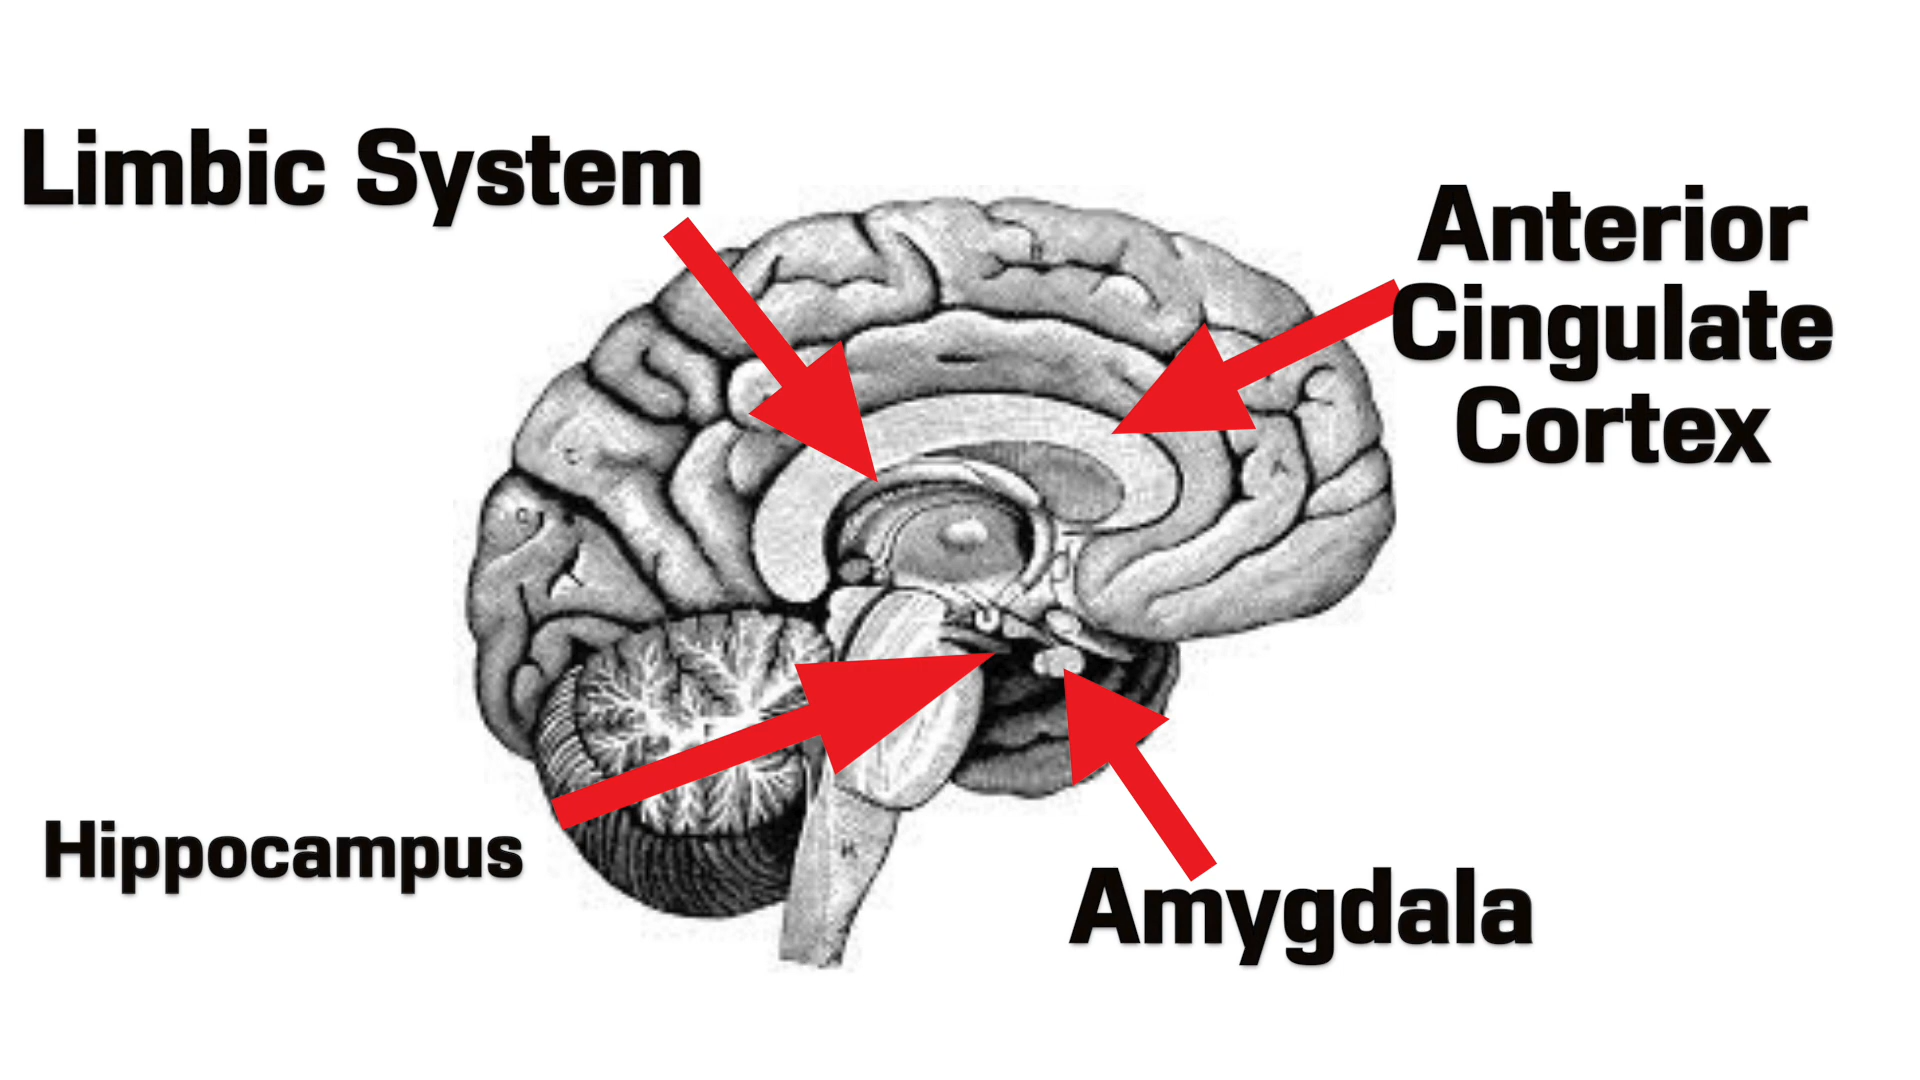 Limbic System
Anterior
Cingulate
Cortex
Hippocampus
Amygdala